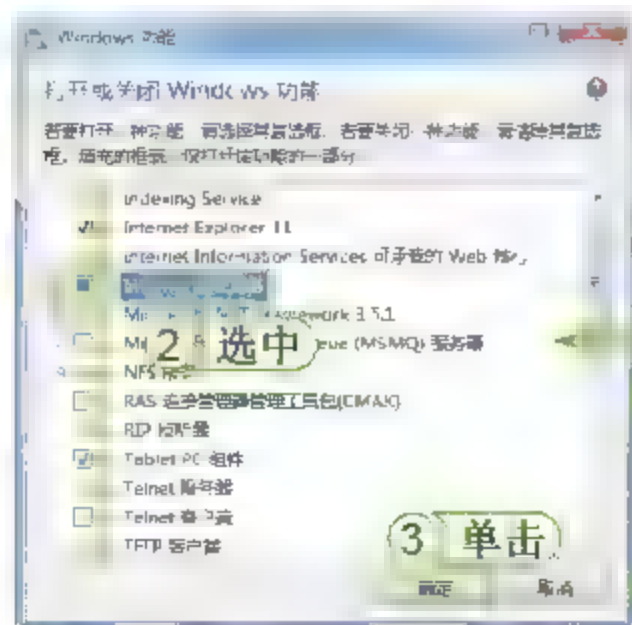 Windows 功能
打开或关闭 Windows 功能
若要打开一种功能，请选择其复选框。若要关闭一种功能，请清除其复选
框。填充的框表示仅打开该功能的一部分。
Indexing Service
Internet Explorer 11
Internet Information Services 可承载的 Web 核心
Framework 3.5.1
(MSMQ) 服务器
2 选中
NFS
RAS 连接管理器管理工具包(CMAK)
RIP 侦听器
Tablet PC 组件
Telnet 服务器
Telnet 客户端
TFTP 客户端
3 单击
确定 取消